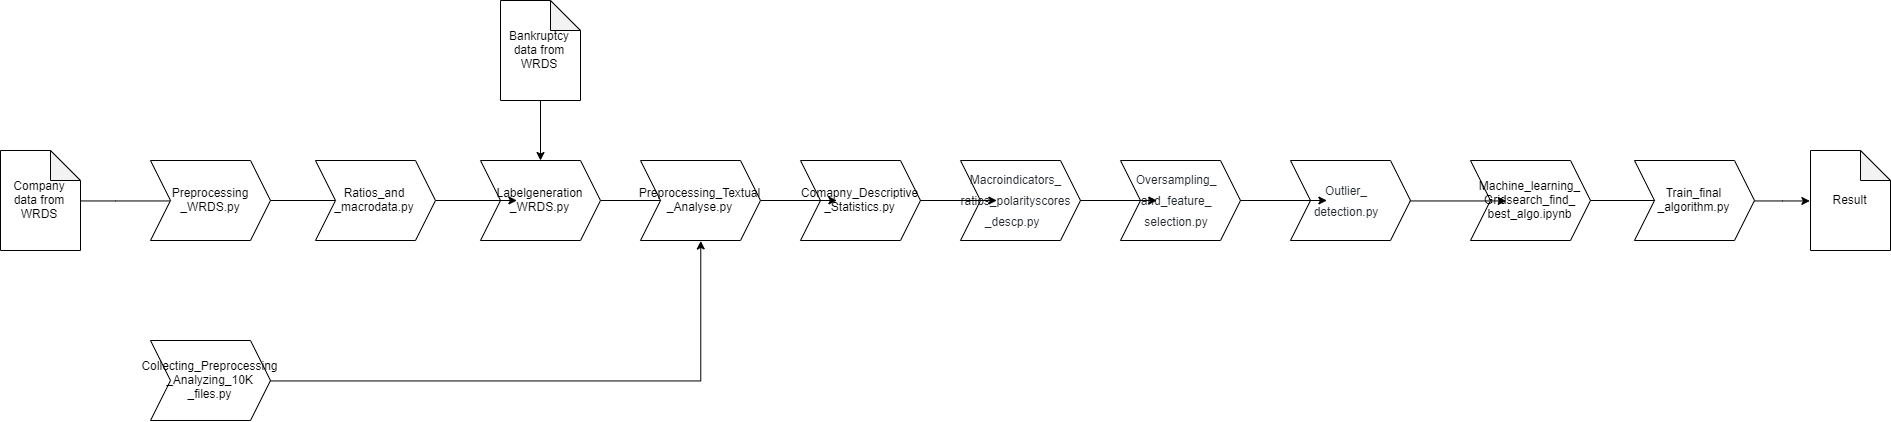 Bankruptcy
data from
WRDS
Company
data from
WRDS
Preprocessing
_WRDS.py
Ratios_and
_macrodata.py
Labelgeneration
_WRDS.py
Preprocessing_Textual
_Analyse.py
Comapny_Descriptive
_Statistics.py
Macroindicators_
ratios_polarityscores
_descp.py
Oversampling_
and_feature_
selection.py
Outlier_
detection.py
Machine_learning_
Gridsearch_find_
best_algo.ipynb
Train_final
_algorithm.py
Result
Collecting_Preprocessing
_Analyzing_10K
_files.py